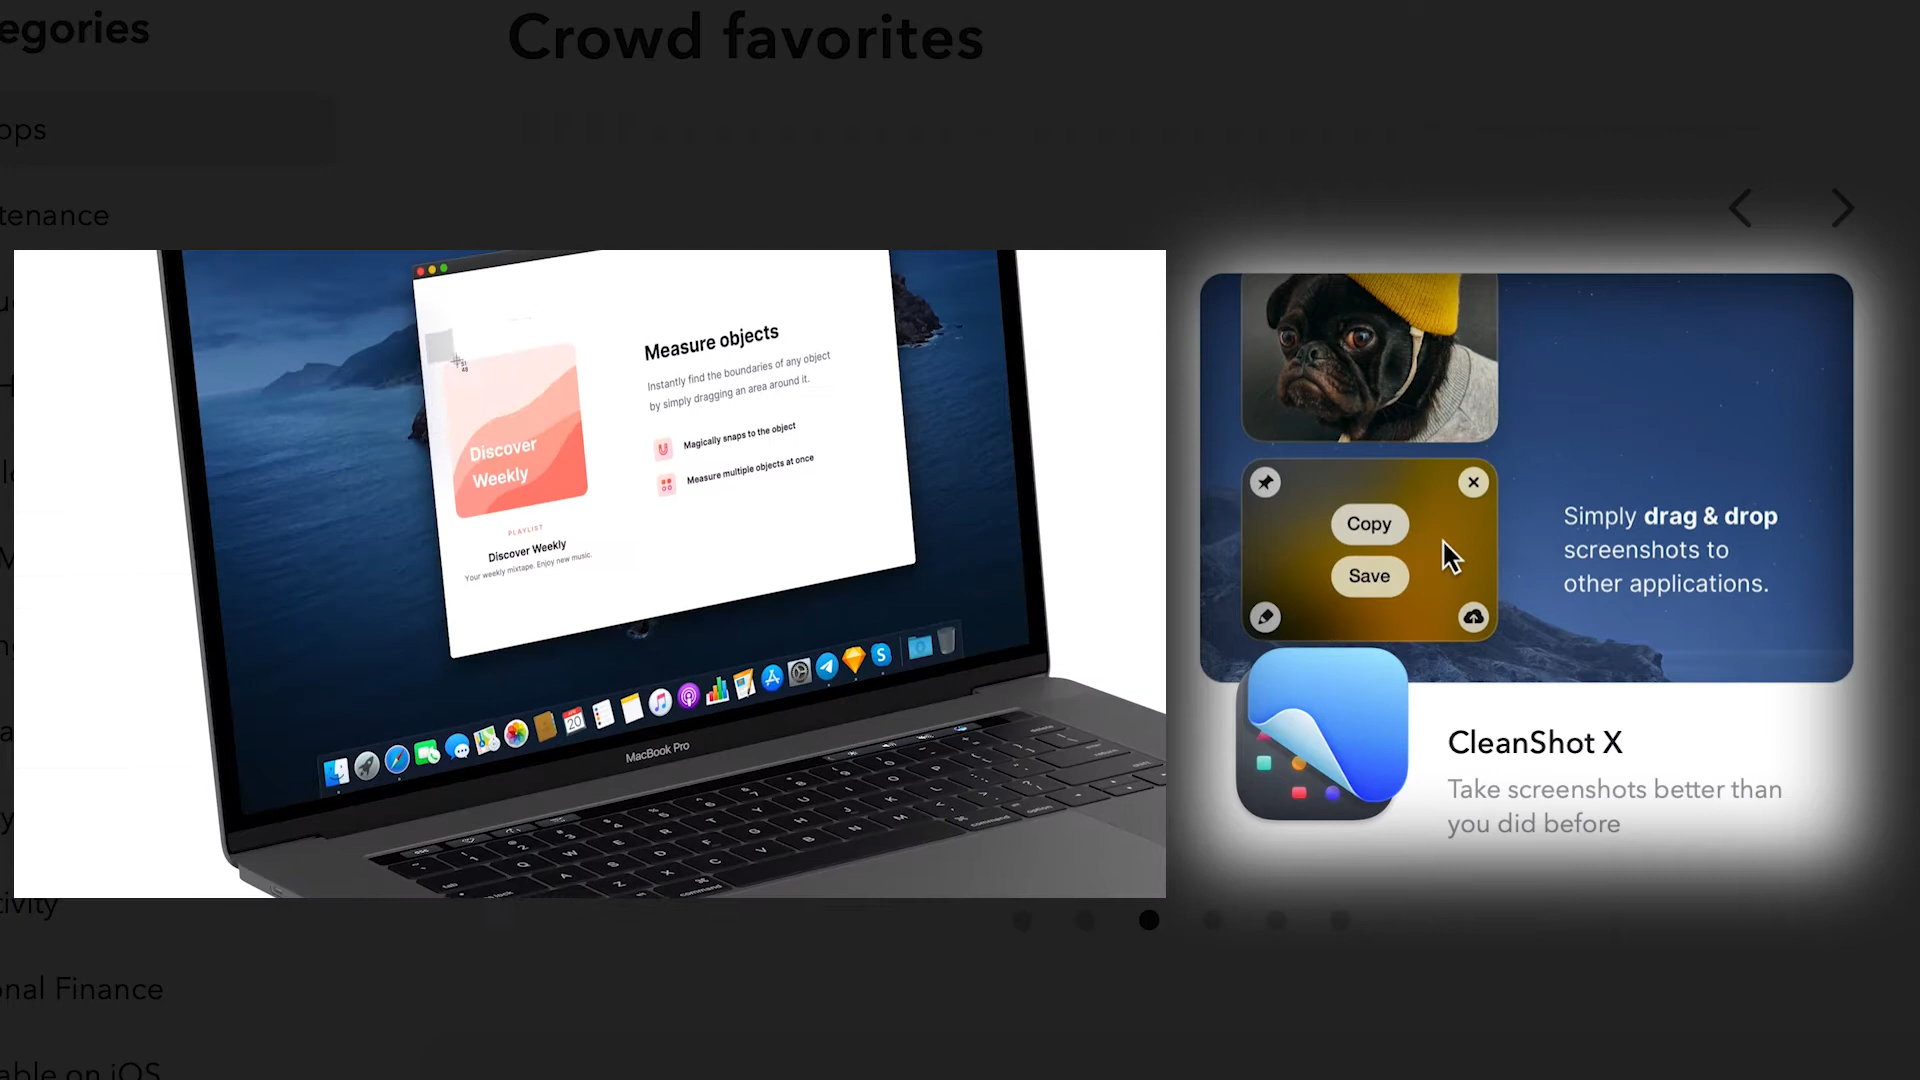 egories
Crowd favorites
ops
tenance
Measure objects
Instantly find the boundaries of any object
by simply dragging an area around it.
Magically snaps to the object
Measure multiple objects at once
Discover
Weekly
PLAYLIST
Discover Weekly
Your weekly mixtape. Enjoy new music.
MacBook Pro
Copy
Save
Simply drag & drop
screenshots to
other applications.
CleanShot X
Take screenshots better than
you did before
tivity
onal Finance
able on iOS